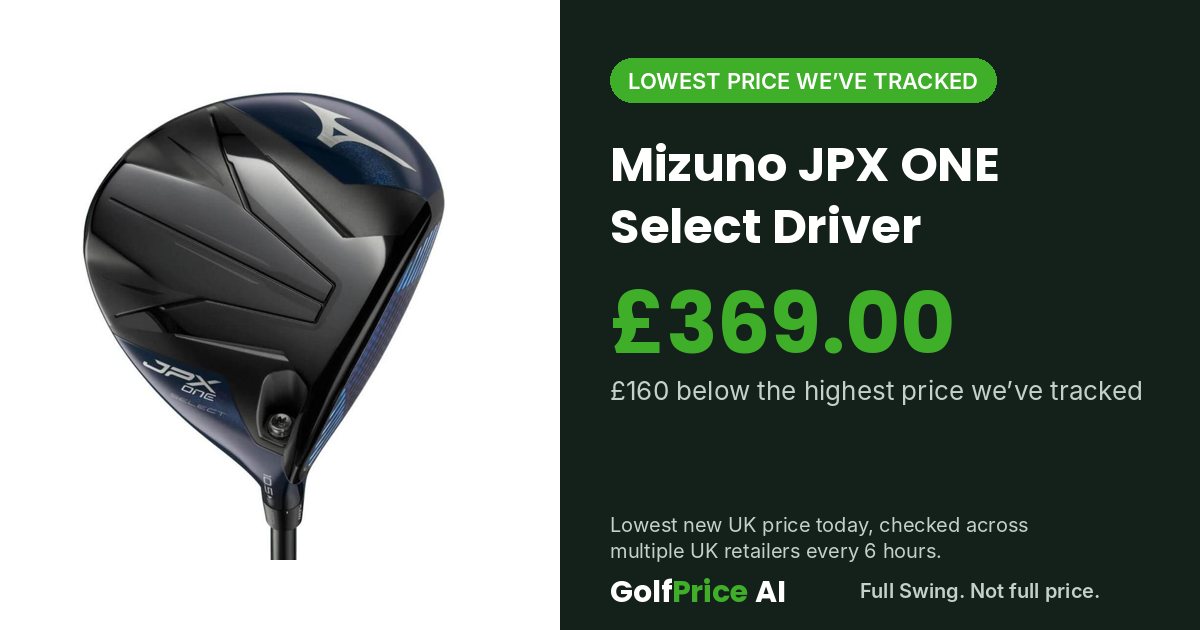 LOWEST PRICE WE’VE TRACKED
Mizuno JPX ONE
Select Driver
£369.00
£160 below the highest price we’ve tracked
Lowest new UK price today, checked across
multiple UK retailers every 6 hours.
GolfPrice AI
Full Swing. Not full price.
JPX
ONE
SELECT
10.5